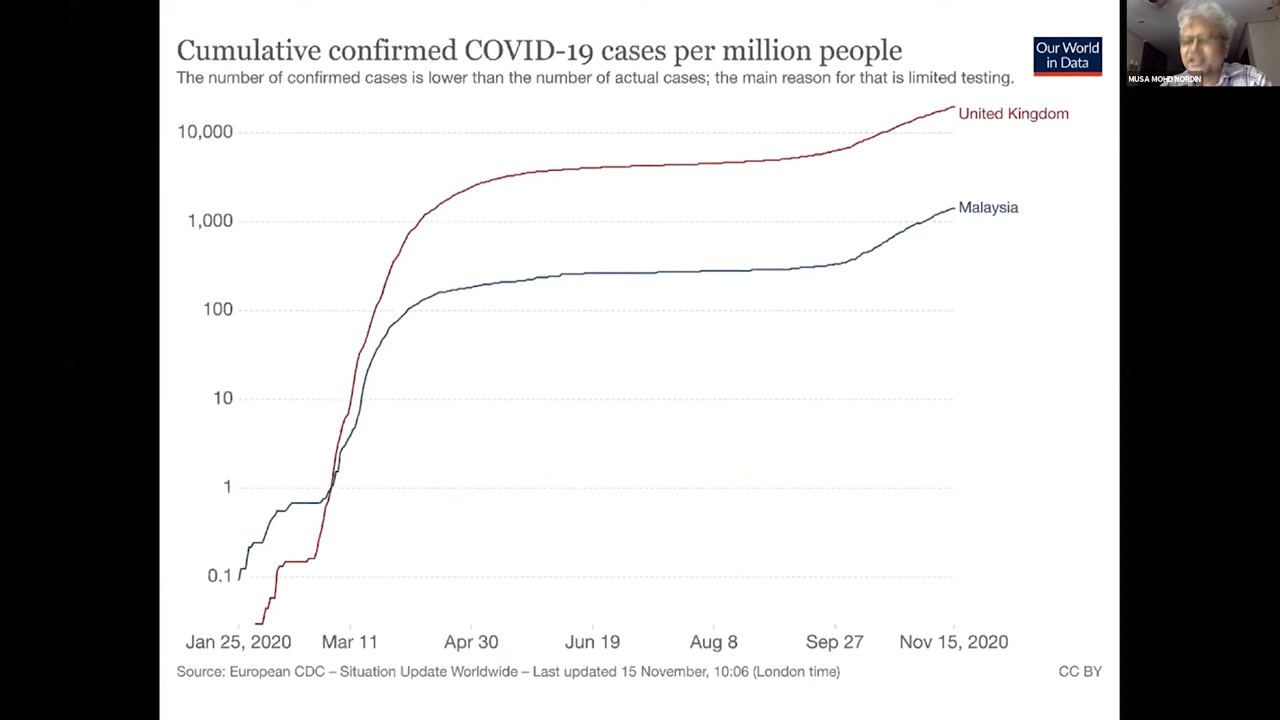 Cumulative confirmed COVID-19 cases per million people
The number of confirmed cases is lower than the number of actual cases; the main reason for that is limited testing.
Our World
in Data
MUSA MOHD NORDIN
10,000
1,000
100
10
1
0.1
United Kingdom
Malaysia
Jan 25, 2020 Mar 11 Apr 30 Jun 19 Aug 8 Sep 27 Nov 15, 2020
Source: European CDC – Situation Update Worldwide – Last updated 15 November, 10:06 (London time)
CC BY